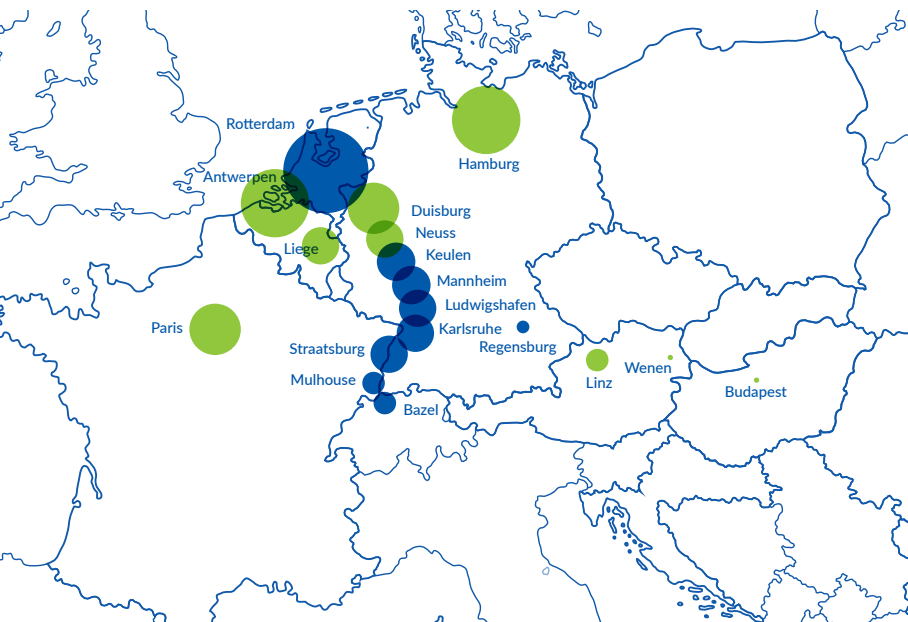 Rotterdam
Hamburg
Antwerpen
Duisburg
Neuss
Liege
Keulen
Mannheim
Ludwigshafen
Paris
Karlsruhe
Straatsburg
Regensburg
Wenen
Mulhouse
Linz
Budapest
Bazel